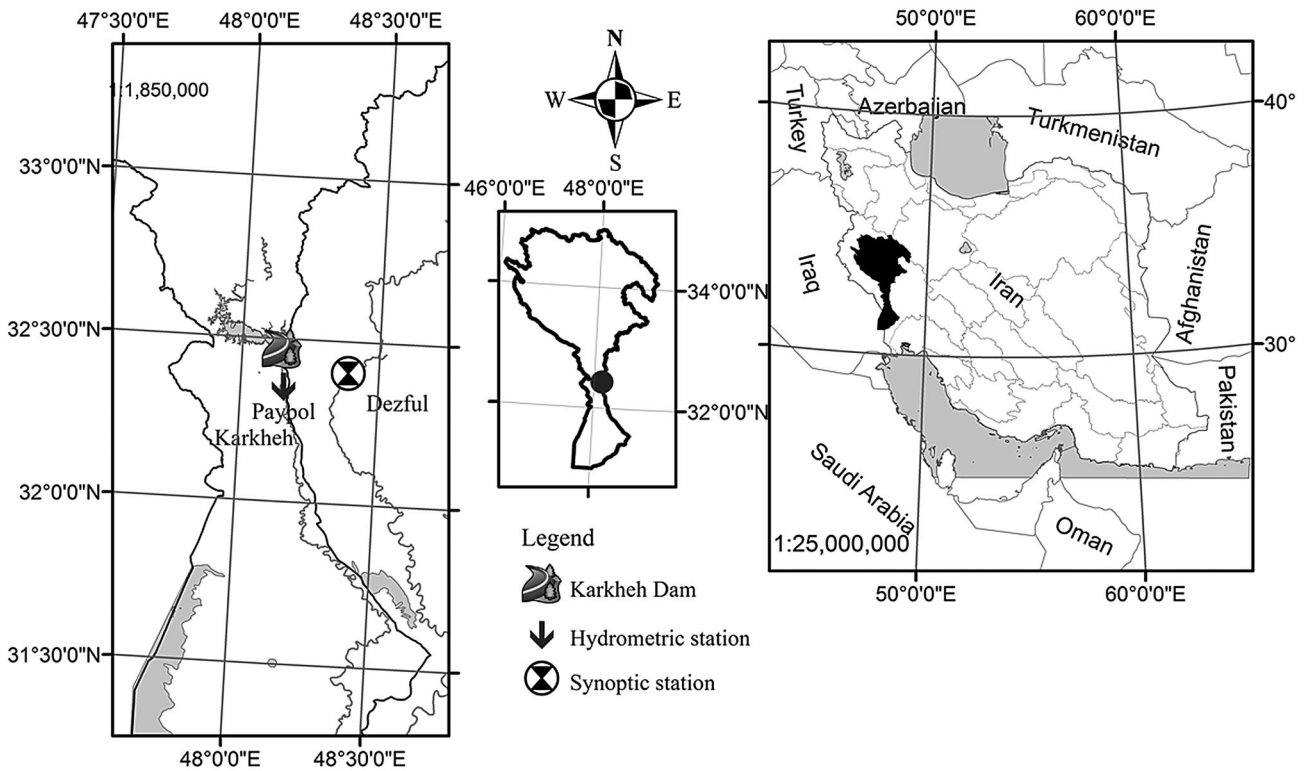 47°30'0"E 48°0'0"E 48°30'0"E
1:1,850,000
33°0'0"N
32°30'0"N
Paypol
Karkheh
Dezful
32°0'0"N
31°30'0"N
48°0'0"E 48°30'0"E
N
W E
S
46°0'0"E 48°0'0"E
34°0'0"N
32°0'0"N
Legend
Karkheh Dam
Hydrometric station
Synoptic station
50°0'0"E 60°0'0"E
40°
30°
Turkey
Azerbaijan
Turkmenistan
Iraq
Iran
Afghanistan
Pakistan
Saudi Arabia
Oman
1:25,000,000
50°0'0"E 60°0'0"E